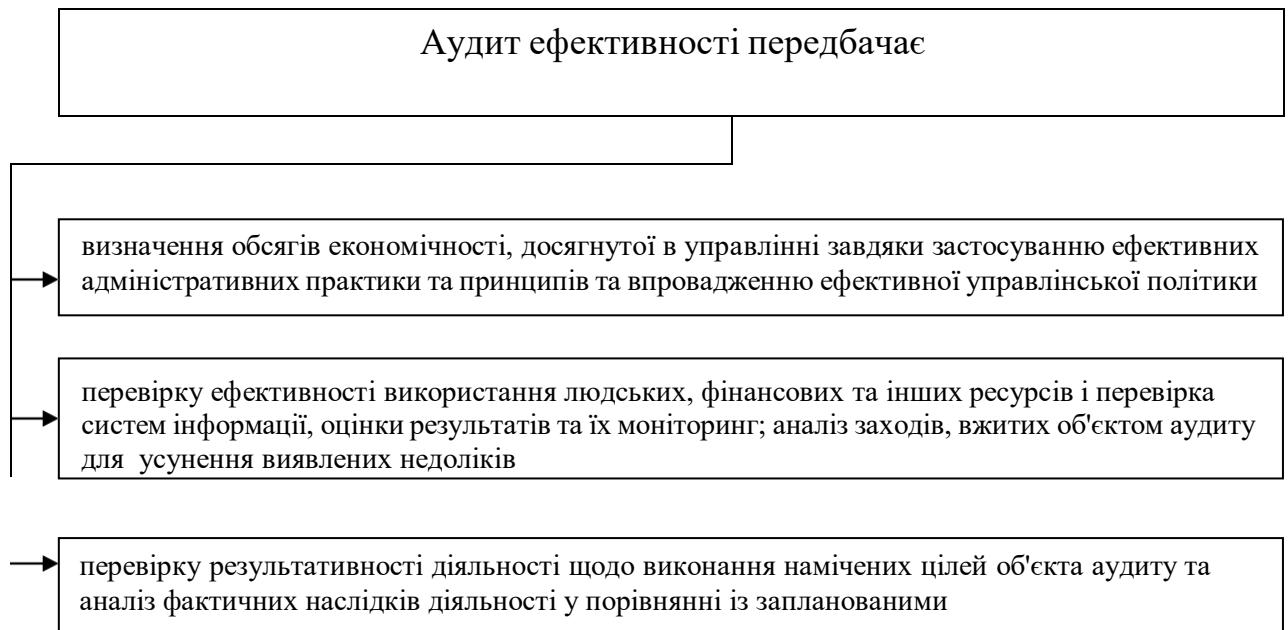 Аудит ефективності передбачає
визначення обсягів економічності, досягнутої в управлінні завдяки застосуванню ефективних
адміністративних практики та принципів та впровадженню ефективної управлінської політики
перевірку ефективності використання людських, фінансових та інших ресурсів і перевірка
систем інформації, оцінки результатів та їх моніторинг; аналіз заходів, вжитих об'єктом аудиту
для усунення виявлених недоліків
перевірку результативності діяльності щодо виконання намічених цілей об'єкта аудиту та
аналіз фактичних наслідків діяльності у порівнянні із запланованими